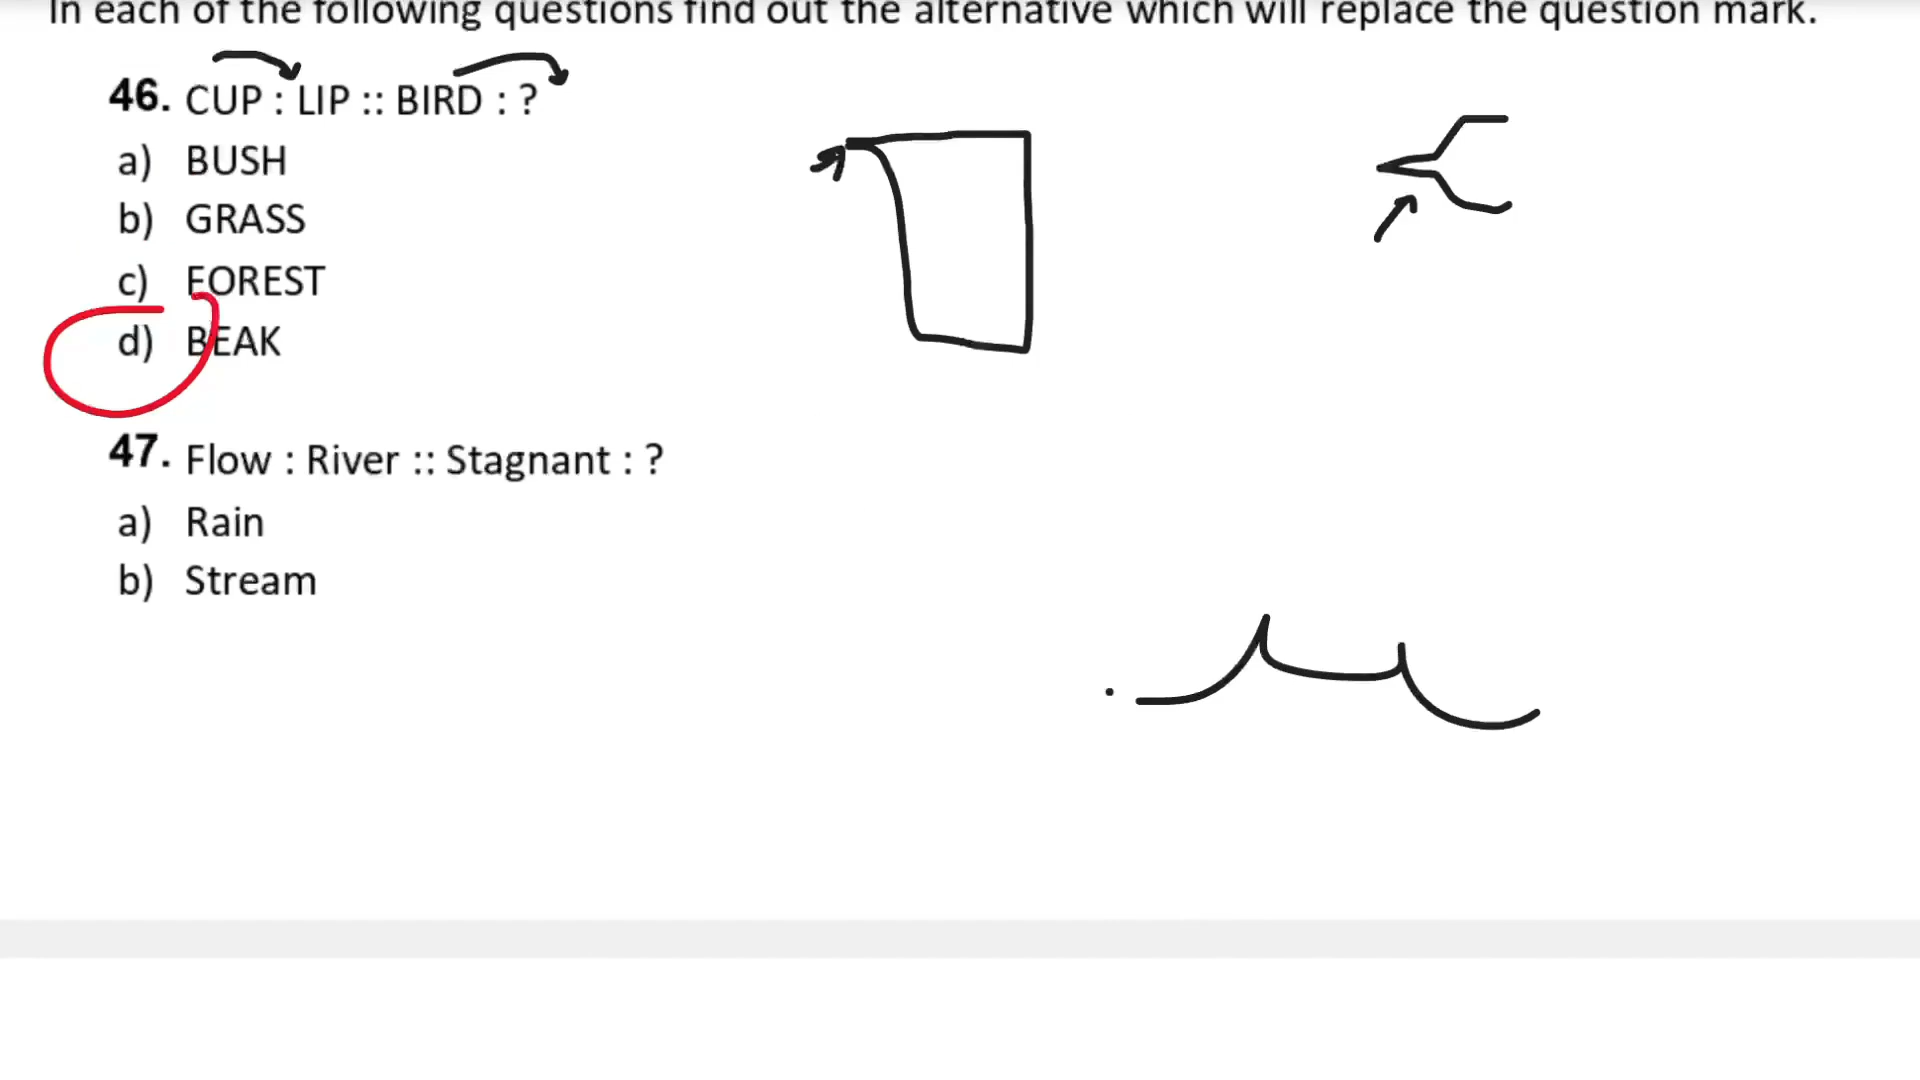 In each of the following questions find out the alternative which will replace the question mark.
46. CUP : LIP :: BIRD : ?
a) BUSH
b) GRASS
c) FOREST
d) BEAK
47. Flow : River :: Stagnant : ?
a) Rain
b) Stream